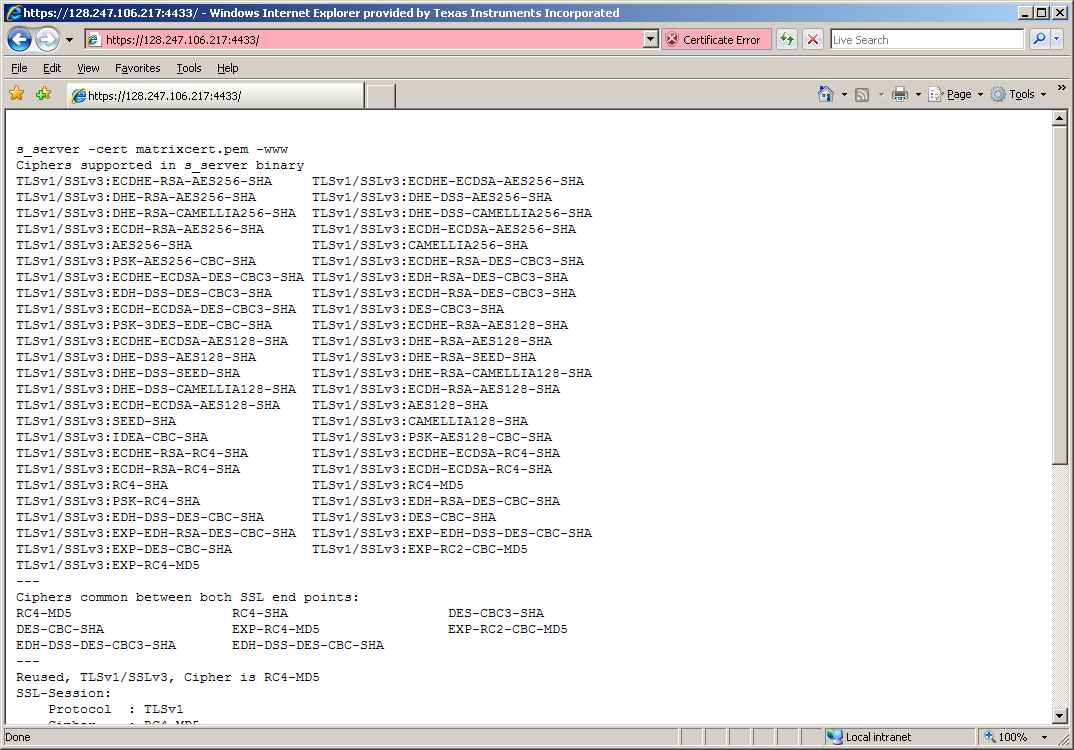 https://128.247.106.217:4433/ - Windows Internet Explorer provided by Texas Instruments Incorporated
https://128.247.106.217:4433/ Certificate Error Live Search
File Edit View Favorites Tools Help
https://128.247.106.217:4433/ Page Tools »
s_server -cert matrixcert.pem -www
Ciphers supported in s_server binary
TLSv1/SSLv3:ECDHE-RSA-AES256-SHA TLSv1/SSLv3:ECDHE-ECDSA-AES256-SHA
TLSv1/SSLv3:DHE-RSA-AES256-SHA TLSv1/SSLv3:DHE-DSS-AES256-SHA
TLSv1/SSLv3:DHE-RSA-CAMELLIA256-SHA TLSv1/SSLv3:DHE-DSS-CAMELLIA256-SHA
TLSv1/SSLv3:ECDH-RSA-AES256-SHA TLSv1/SSLv3:ECDH-ECDSA-AES256-SHA
TLSv1/SSLv3:AES256-SHA TLSv1/SSLv3:CAMELLIA256-SHA
TLSv1/SSLv3:PSK-AES256-CBC-SHA TLSv1/SSLv3:ECDHE-RSA-DES-CBC3-SHA
TLSv1/SSLv3:ECDHE-ECDSA-DES-CBC3-SHA TLSv1/SSLv3:EDH-RSA-DES-CBC3-SHA
TLSv1/SSLv3:EDH-DSS-DES-CBC3-SHA TLSv1/SSLv3:ECDH-RSA-DES-CBC3-SHA
TLSv1/SSLv3:ECDH-ECDSA-DES-CBC3-SHA TLSv1/SSLv3:DES-CBC3-SHA
TLSv1/SSLv3:PSK-3DES-EDE-CBC-SHA TLSv1/SSLv3:ECDHE-RSA-AES128-SHA
TLSv1/SSLv3:ECDHE-ECDSA-AES128-SHA TLSv1/SSLv3:DHE-RSA-AES128-SHA
TLSv1/SSLv3:DHE-DSS-AES128-SHA TLSv1/SSLv3:DHE-RSA-SEED-SHA
TLSv1/SSLv3:DHE-DSS-SEED-SHA TLSv1/SSLv3:DHE-RSA-CAMELLIA128-SHA
TLSv1/SSLv3:DHE-DSS-CAMELLIA128-SHA TLSv1/SSLv3:ECDH-RSA-AES128-SHA
TLSv1/SSLv3:ECDH-ECDSA-AES128-SHA TLSv1/SSLv3:AES128-SHA
TLSv1/SSLv3:SEED-SHA TLSv1/SSLv3:CAMELLIA128-SHA
TLSv1/SSLv3:IDEA-CBC-SHA TLSv1/SSLv3:PSK-AES128-CBC-SHA
TLSv1/SSLv3:ECDHE-RSA-RC4-SHA TLSv1/SSLv3:ECDHE-ECDSA-RC4-SHA
TLSv1/SSLv3:ECDH-RSA-RC4-SHA TLSv1/SSLv3:ECDH-ECDSA-RC4-SHA
TLSv1/SSLv3:RC4-SHA TLSv1/SSLv3:RC4-MD5
TLSv1/SSLv3:PSK-RC4-SHA TLSv1/SSLv3:EDH-RSA-DES-CBC-SHA
TLSv1/SSLv3:EDH-DSS-DES-CBC-SHA TLSv1/SSLv3:DES-CBC-SHA
TLSv1/SSLv3:EXP-EDH-RSA-DES-CBC-SHA TLSv1/SSLv3:EXP-EDH-DSS-DES-CBC-SHA
TLSv1/SSLv3:EXP-DES-CBC-SHA TLSv1/SSLv3:EXP-RC2-CBC-MD5
TLSv1/SSLv3:EXP-RC4-MD5
---
Ciphers common between both SSL end points:
RC4-MD5 RC4-SHA DES-CBC3-SHA
DES-CBC-SHA EXP-RC4-MD5 EXP-RC2-CBC-MD5
EDH-DSS-DES-CBC3-SHA EDH-DSS-DES-CBC-SHA
---
Reused, TLSv1/SSLv3, Cipher is RC4-MD5
SSL-Session:
Protocol : TLSv1
Cipher : RC4-MD5
Done Local intranet 100%